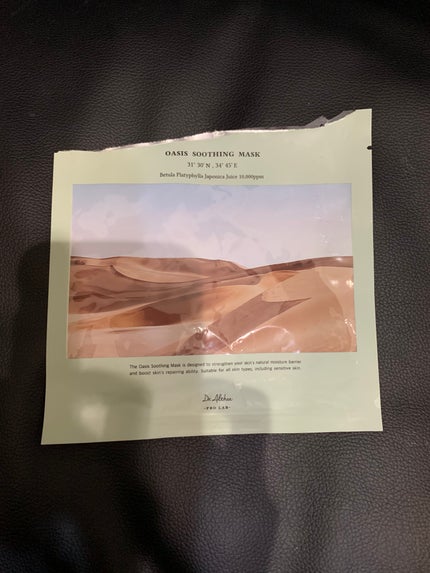 OASIS SOOTHING MASK
31° 30' N , 34° 45' E
Betula Platyphylla Japonica Juice 10,000ppm
The Oasis Soothing Mask is designed to strengthen your skin's natural moisture barrier
and boost skin's repairing ability. Suitable for all skin types, including sensitive skin.
Dr. Althea
-PRO LAB-